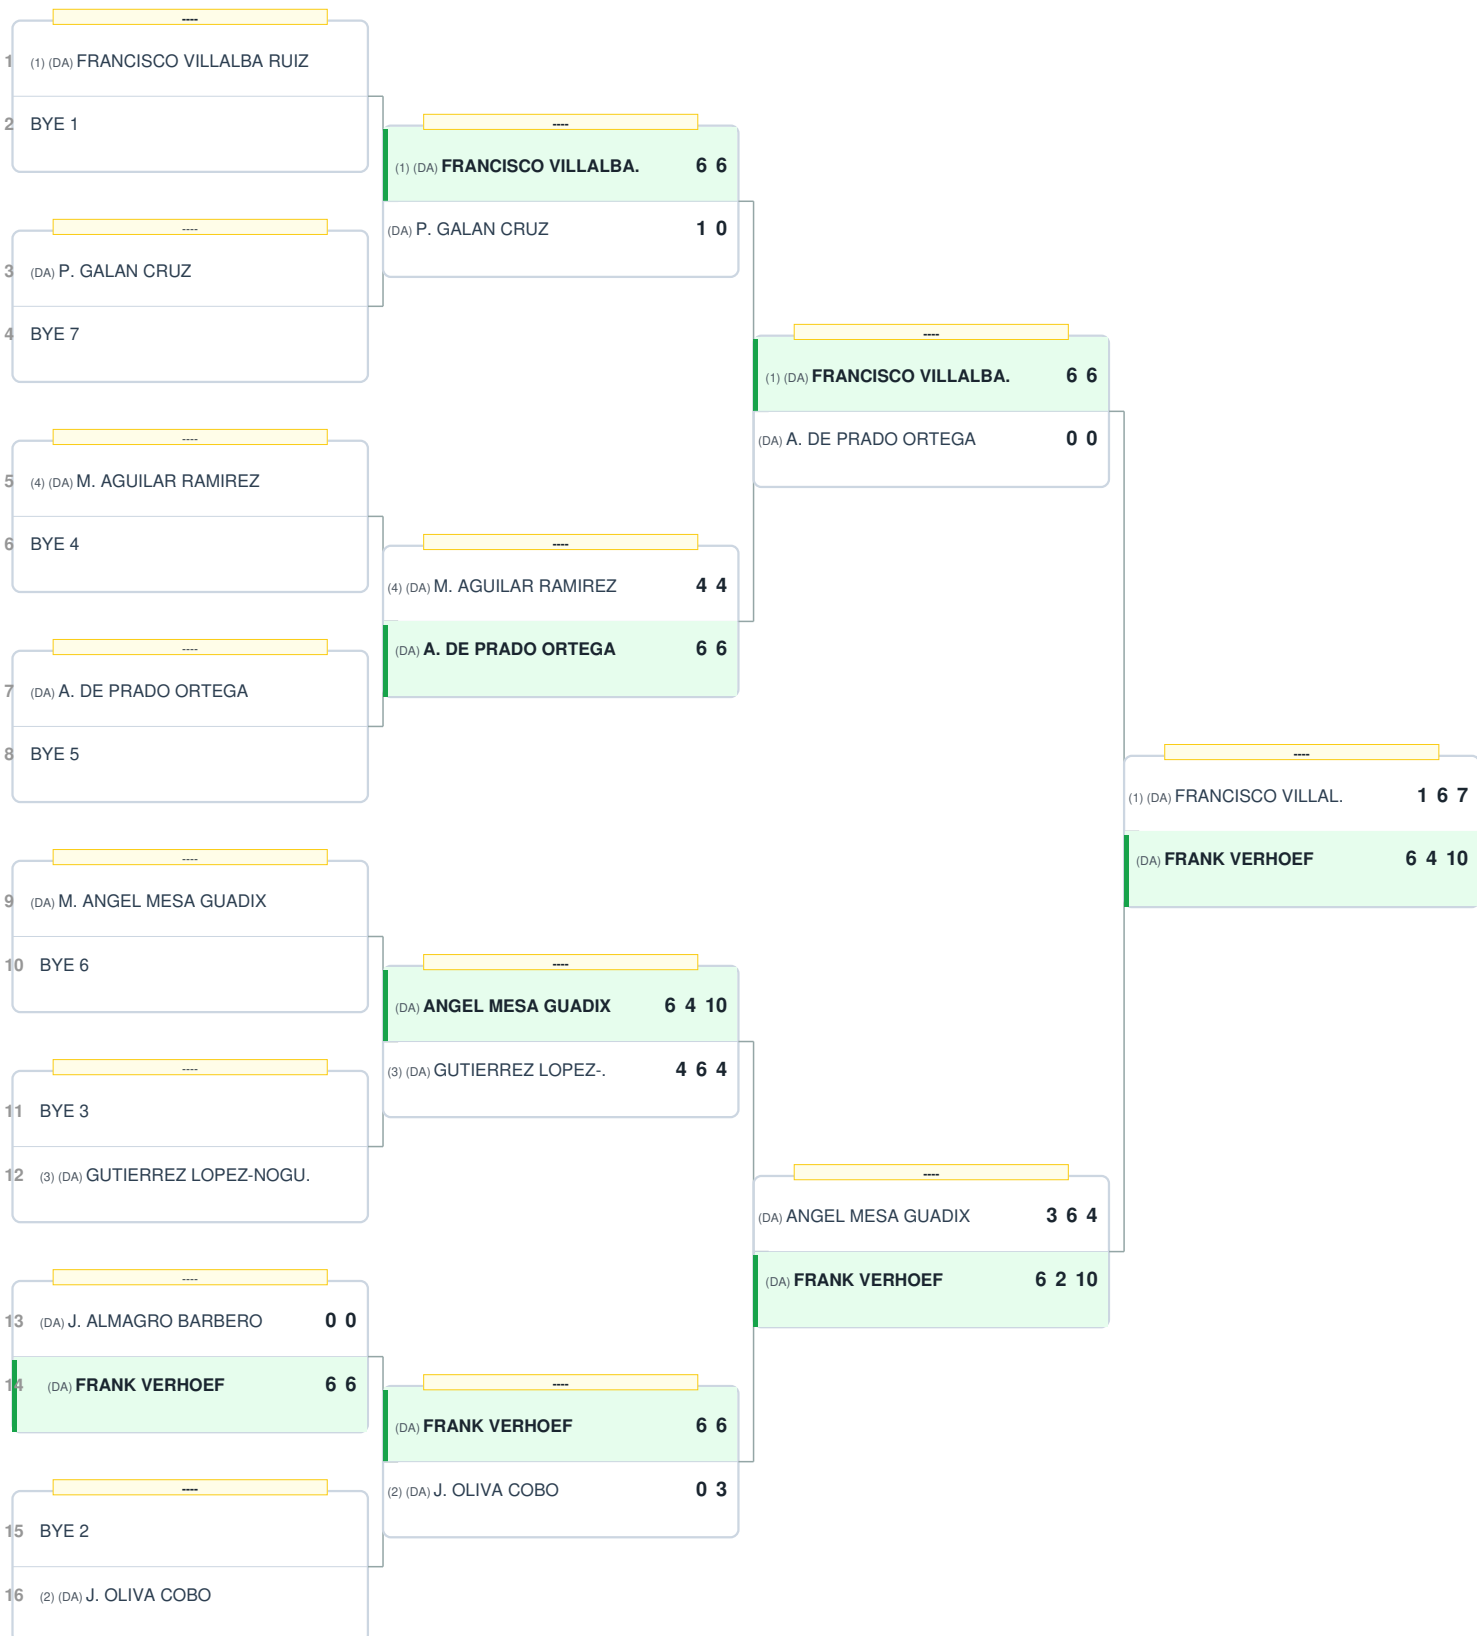 ----
1 (1) (DA) FRANCISCO VILLALBA RUIZ
2 BYE 1
----
3 (DA) P. GALAN CRUZ
4 BYE 7
----
5 (4) (DA) M. AGUILAR RAMIREZ
6 BYE 4
----
7 (DA) A. DE PRADO ORTEGA
8 BYE 5
----
9 (DA) M. ANGEL MESA GUADIX
10 BYE 6
----
11 BYE 3
12 (3) (DA) GUTIERREZ LOPEZ-NOGU.
----
13 (DA) J. ALMAGRO BARBERO 0 0
14 (DA) FRANK VERHOEF 6 6
----
15 BYE 2
16 (2) (DA) J. OLIVA COBO
----
(1) (DA) FRANCISCO VILLALBA. 6 6
(DA) P. GALAN CRUZ 1 0
----
(4) (DA) M. AGUILAR RAMIREZ 4 4
(DA) A. DE PRADO ORTEGA 6 6
----
(DA) ANGEL MESA GUADIX 6 4 10
(3) (DA) GUTIERREZ LOPEZ-. 4 6 4
----
(DA) FRANK VERHOEF 6 6
(2) (DA) J. OLIVA COBO 0 3
----
(1) (DA) FRANCISCO VILLALBA. 6 6
(DA) A. DE PRADO ORTEGA 0 0
----
(DA) ANGEL MESA GUADIX 3 6 4
(DA) FRANK VERHOEF 6 2 10
----
(1) (DA) FRANCISCO VILLAL. 1 6 7
(DA) FRANK VERHOEF 6 4 10